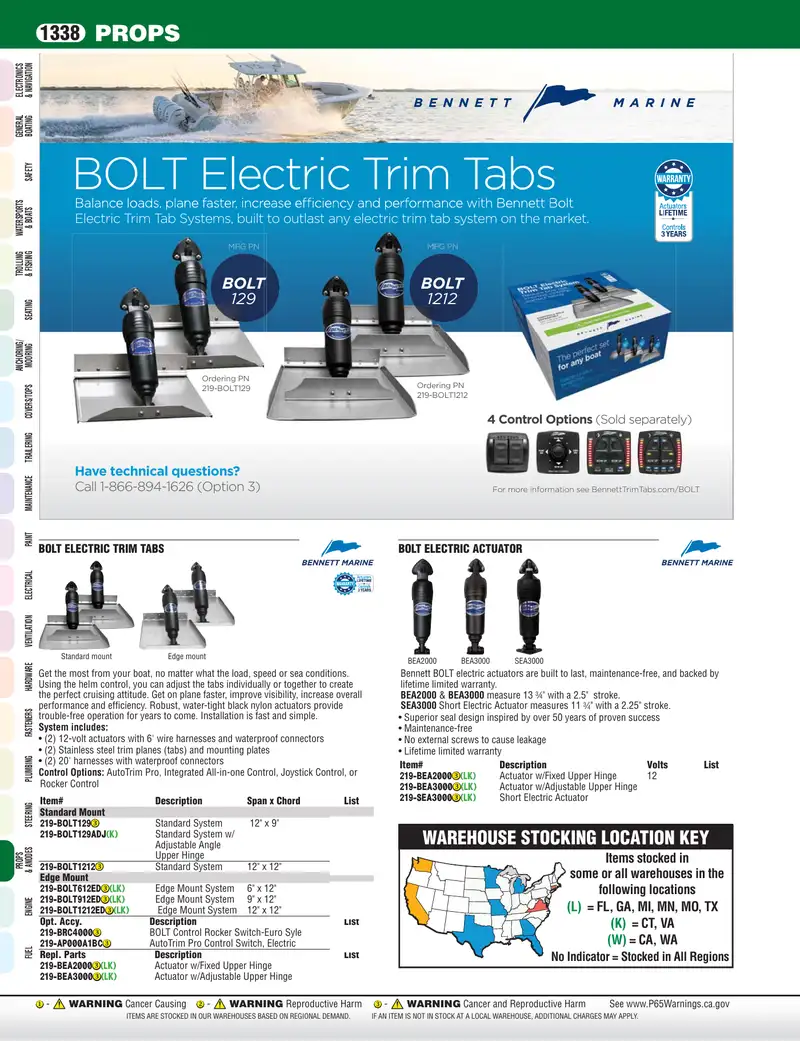 1338 PROPS
ELECTRONICS & NAVIGATION
GENERAL BOATING
SAFETY
WATERSPORTS & BOATS
TROLLING & FISHING
SEATING
ANCHORING/ MOORING
COVERS/TOPS
TRAILERING
MAINTENANCE
PAINT
ELECTRICAL
VENTILATION
HARDWARE
FASTENERS
PLUMBING
STEERING
PROPS & ANODES
ENGINE
FUEL
BENNETT MARINE
BOLT Electric Trim Tabs
Balance loads, plane faster, increase efficiency and performance with Bennett Bolt
Electric Trim Tab Systems, built to outlast any electric trim tab system on the market.
WARRANTY
Actuators
LIFETIME
Controls
3 YEARS
MFG PN
BOLT
129
MFG PN
BOLT
1212
Ordering PN
219-BOLT129
Ordering PN
219-BOLT1212
BOLT Electric
Trim Tab System
The perfect set
for any boat
4 Control Options (Sold separately)
Have technical questions?
Call 1-866-894-1626 (Option 3)
For more information see BennettTrimTabs.com/BOLT
BOLT ELECTRIC TRIM TABS
BENNETT MARINE
WARRANTY
LIFETIME
3 YEARS
Standard mount
Edge mount
Get the most from your boat, no matter what the load, speed or sea conditions.
Using the helm control, you can adjust the tabs individually or together to create
the perfect cruising attitude. Get on plane faster, improve visibility, increase overall
performance and efficiency. Robust, water-tight black nylon actuators provide
trouble-free operation for years to come. Installation is fast and simple.
System includes:
• (2) 12-volt actuators with 6' wire harnesses and waterproof connectors
• (2) Stainless steel trim planes (tabs) and mounting plates
• (2) 20' harnesses with waterproof connectors
Control Options: AutoTrim Pro, Integrated All-in-one Control, Joystick Control, or
Rocker Control
Item# Description Span x Chord List
Standard Mount
219-BOLT129 3 Standard System 12" x 9"
219-BOLT129ADJ(K) Standard System w/
Adjustable Angle
Upper Hinge
219-BOLT1212 3 Standard System 12" x 12"
Edge Mount
219-BOLT612ED 3 (LK) Edge Mount System 6" x 12"
219-BOLT912ED 3 (LK) Edge Mount System 9" x 12"
219-BOLT1212ED 3 (LK) Edge Mount System 12" x 12"
Opt. Accy. Description LIST
219-BRC4000 3 BOLT Control Rocker Switch-Euro Syle
219-AP000A1BC 3 AutoTrim Pro Control Switch, Electric
Repl. Parts Description LIST
219-BEA2000 3 (LK) Actuator w/Fixed Upper Hinge
219-BEA3000 3 (LK) Actuator w/Adjustable Upper Hinge
BOLT ELECTRIC ACTUATOR
BENNETT MARINE
BEA2000
BEA3000
SEA3000
Bennett BOLT electric actuators are built to last, maintenance-free, and backed by
lifetime limited warranty.
BEA2000 & BEA3000 measure 13 ¾" with a 2.5" stroke.
SEA3000 Short Electric Actuator measures 11 ¾" with a 2.25" stroke.
• Superior seal design inspired by over 50 years of proven success
• Maintenance-free
• No external screws to cause leakage
• Lifetime limited warranty
Item# Description Volts List
219-BEA2000 3 (LK) Actuator w/Fixed Upper Hinge 12
219-BEA3000 3 (LK) Actuator w/Adjustable Upper Hinge
219-SEA3000 3 (LK) Short Electric Actuator
WAREHOUSE STOCKING LOCATION KEY
Items stocked in
some or all warehouses in the
following locations
(L) = FL, GA, MI, MN, MO, TX
(K) = CT, VA
(W) = CA, WA
No Indicator = Stocked in All Regions
1 - WARNING Cancer Causing 2 - WARNING Reproductive Harm 3 - WARNING Cancer and Reproductive Harm See www.P65Warnings.ca.gov
ITEMS ARE STOCKED IN OUR WAREHOUSES BASED ON REGIONAL DEMAND. IF AN ITEM IS NOT IN STOCK AT A LOCAL WAREHOUSE, ADDITIONAL CHARGES MAY APPLY.